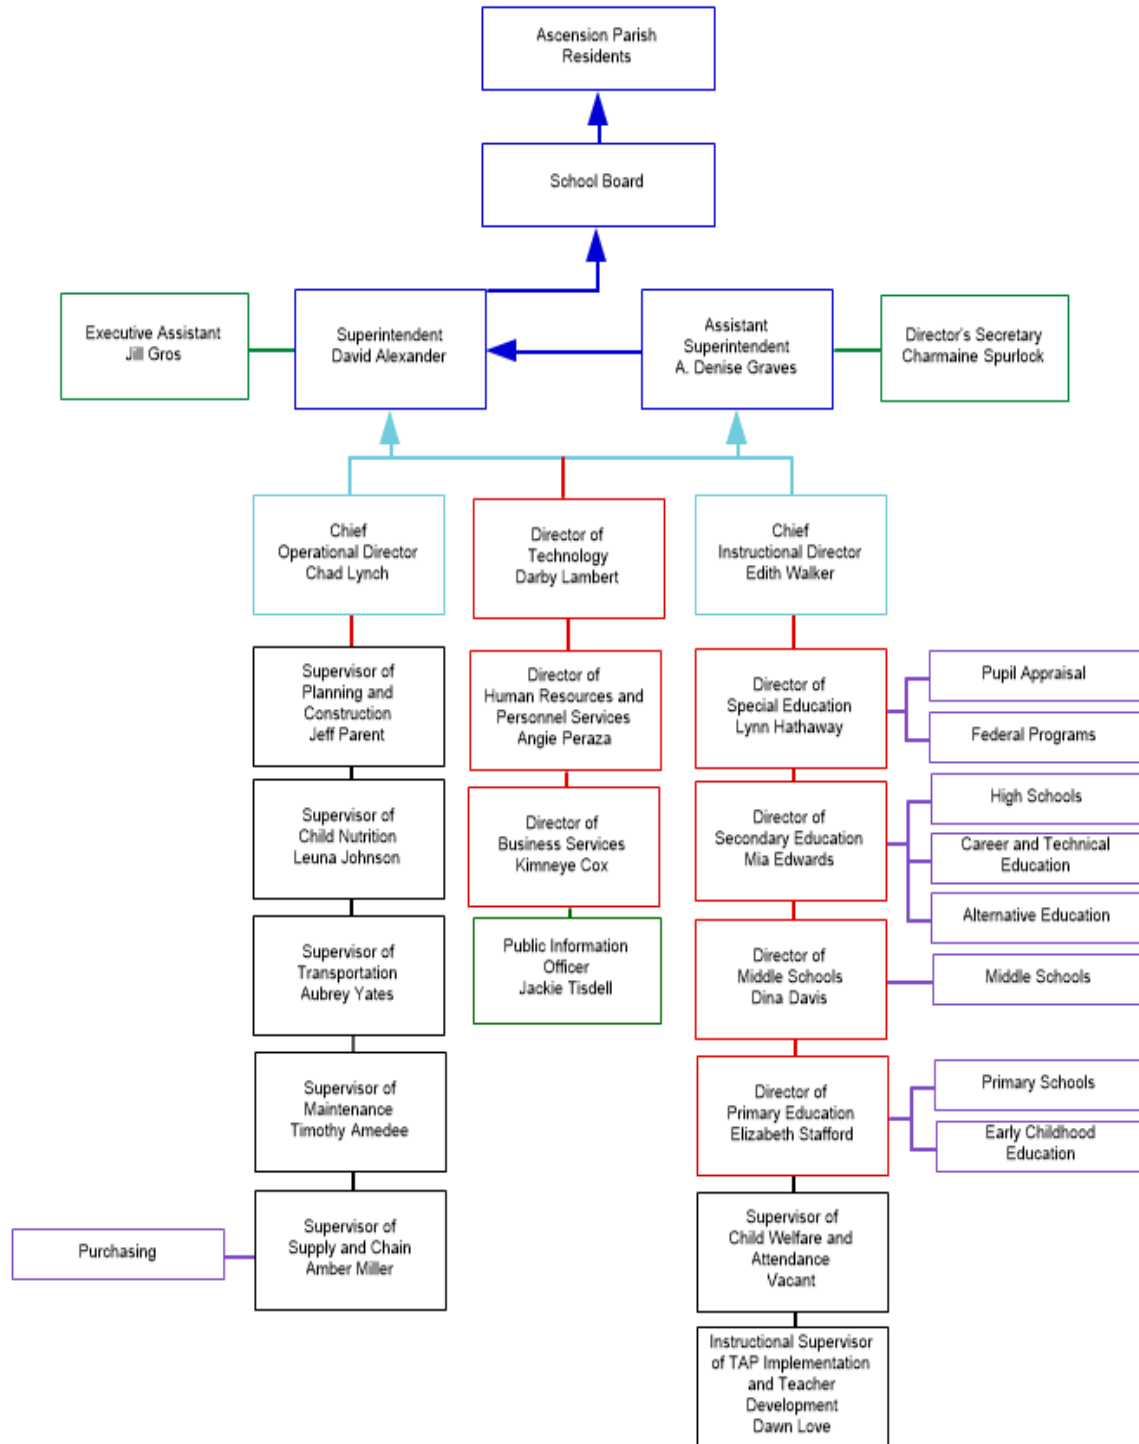 Ascension Parish
Residents
School Board
Executive Assistant
Jill Gros
Superintendent
David Alexander
Assistant
Superintendent
A. Denise Graves
Director's Secretary
Charmaine Spurlock
Chief
Operational Director
Chad Lynch
Director of
Technology
Darby Lambert
Chief
Instructional Director
Edith Walker
Supervisor of
Planning and
Construction
Jeff Parent
Director of
Human Resources and
Personnel Services
Angie Peraza
Director of
Special Education
Lynn Hathaway
Pupil Appraisal
Federal Programs
Supervisor of
Child Nutrition
Leuna Johnson
Director of
Business Services
Kimneye Cox
Director of
Secondary Education
Mia Edwards
High Schools
Career and Technical
Education
Alternative Education
Supervisor of
Transportation
Aubrey Yates
Public Information
Officer
Jackie Tisdell
Director of
Middle Schools
Dina Davis
Middle Schools
Supervisor of
Maintenance
Timothy Amedee
Director of
Primary Education
Elizabeth Stafford
Primary Schools
Early Childhood
Education
Purchasing
Supervisor of
Supply and Chain
Amber Miller
Supervisor of
Child Welfare and
Attendance
Vacant
Instructional Supervisor
of TAP Implementation
and Teacher
Development
Dawn Love